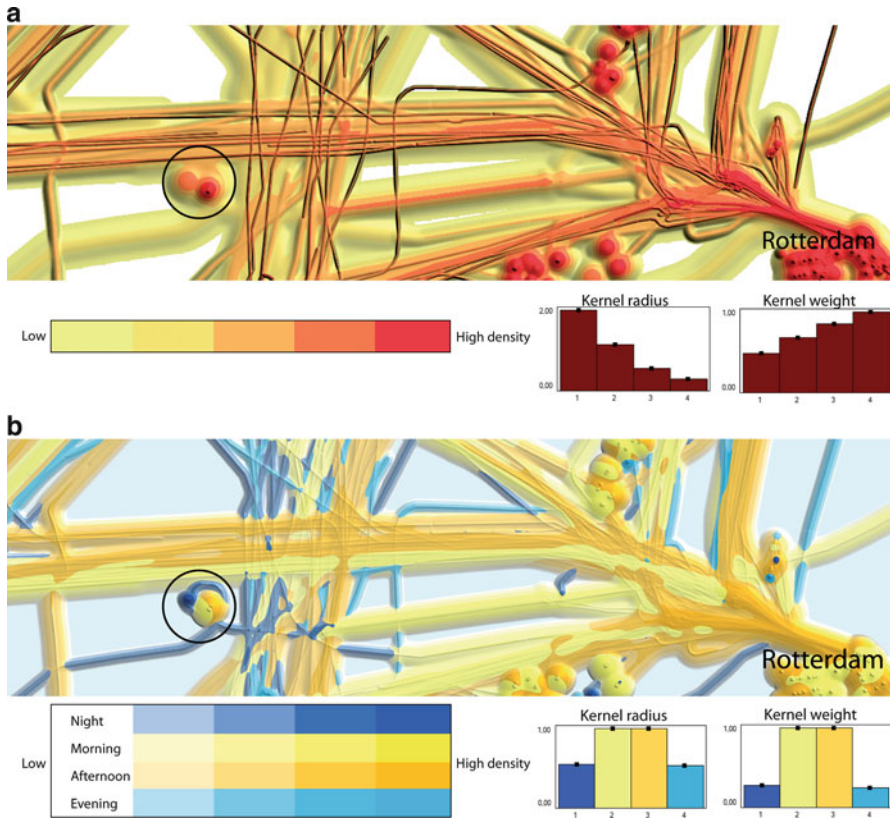 a
Rotterdam
Low
High density
Kernel radius
2,00
0,00
1 2 3 4
Kernel weight
1,00
0,00
1 2 3 4
b
Rotterdam
Low
Night
Morning
Afternoon
Evening
High density
Kernel radius
1,00
0,00
1 2 3 4
Kernel weight
1,00
0,00
1 2 3 4